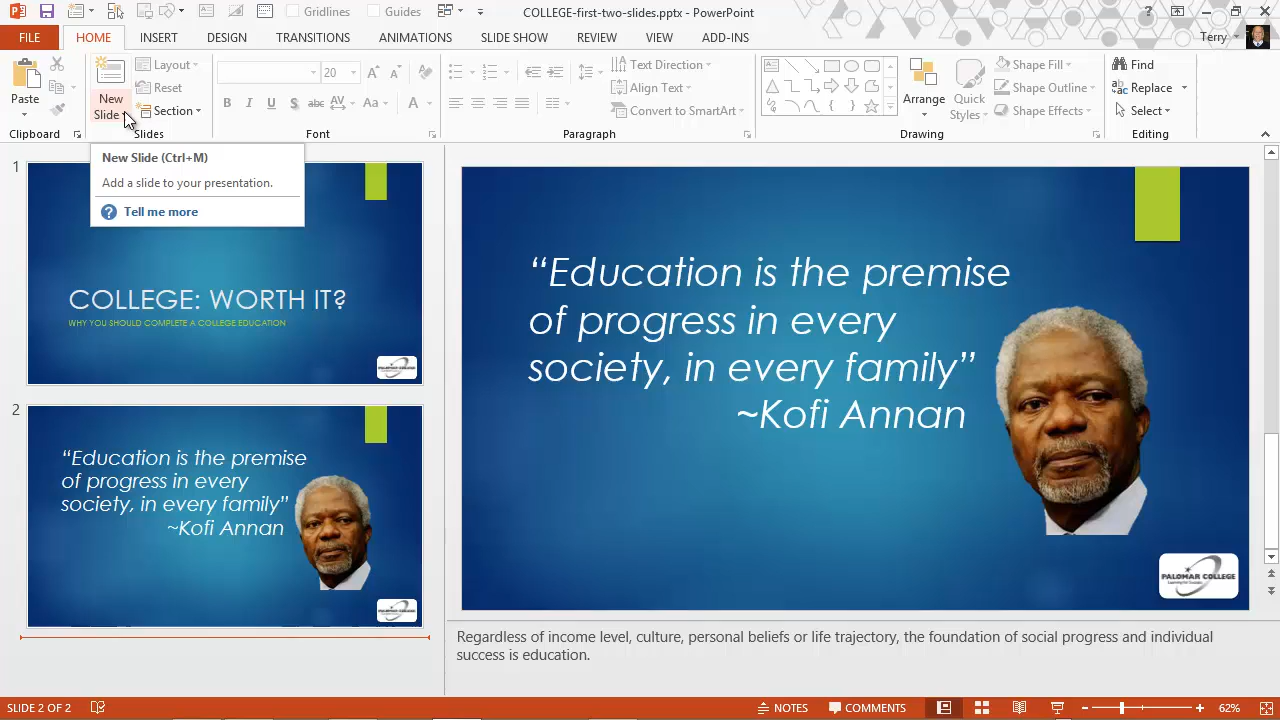 Gridlines
Guides
COLLEGE-first-two-slides.pptx - PowerPoint
?
FILE
HOME
INSERT
DESIGN
TRANSITIONS
ANIMATIONS
SLIDE SHOW
REVIEW
VIEW
ADD-INS
Terry
Paste
New
Slide
Layout
Reset
Section
20
B I U S abc AV Aa A
Text Direction
Align Text
Convert to SmartArt
Arrange
Quick
Styles
Shape Fill
Shape Outline
Shape Effects
Find
Replace
Select
Clipboard
Slides
Font
Paragraph
Drawing
Editing
New Slide (Ctrl+M)
Add a slide to your presentation.
? Tell me more
1
COLLEGE: WORTH IT?
WHY YOU SHOULD COMPLETE A COLLEGE EDUCATION
2
“Education is the premise
of progress in every
society, in every family”
~Kofi Annan
“Education is the premise
of progress in every
society, in every family”
~Kofi Annan
PALOMAR COLLEGE
Regardless of income level, culture, personal beliefs or life trajectory, the foundation of social progress and individual
success is education.
SLIDE 2 OF 2
NOTES
COMMENTS
62%